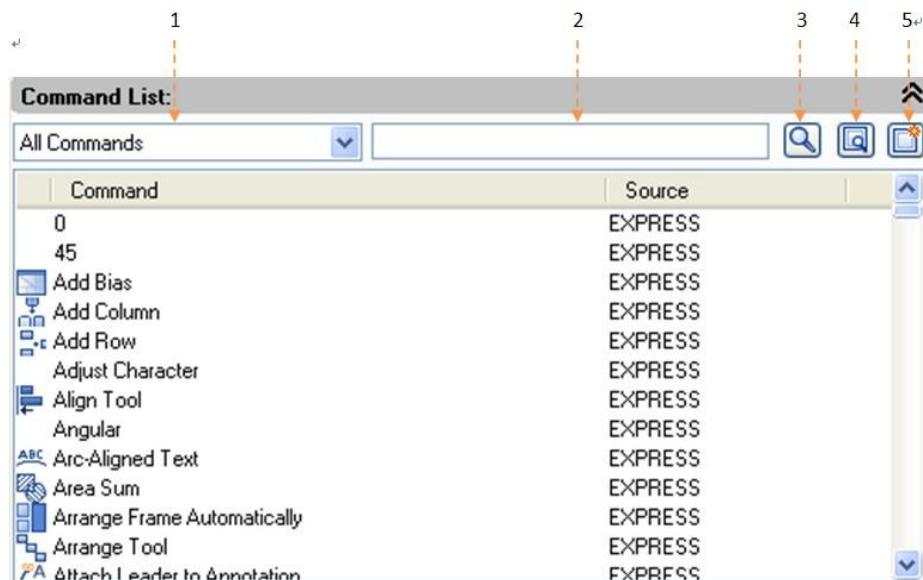 1 2 3 4 5
Command List:
All Commands
Command Source
0 EXPRESS
45 EXPRESS
Add Bias EXPRESS
Add Column EXPRESS
Add Row EXPRESS
Adjust Character EXPRESS
Align Tool EXPRESS
Angular EXPRESS
ABC Arc-Aligned Text EXPRESS
Area Sum EXPRESS
Arrange Frame Automatically EXPRESS
Arrange Tool EXPRESS
A Attach Leader to Annotation EXPRESS